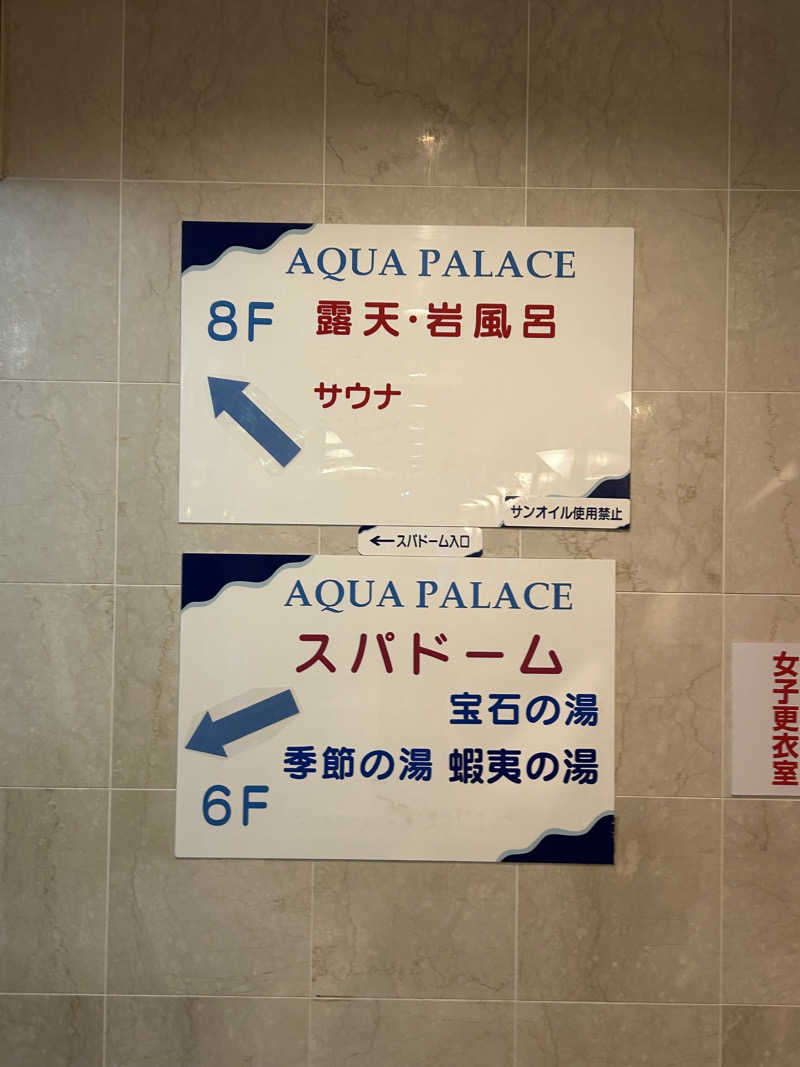 AQUA PALACE
8F 露天・岩風呂
サウナ
サンオイル使用禁止
←スパドーム入口
AQUA PALACE
スパドーム
宝石の湯
季節の湯 蝦夷の湯
6F
女子更衣室